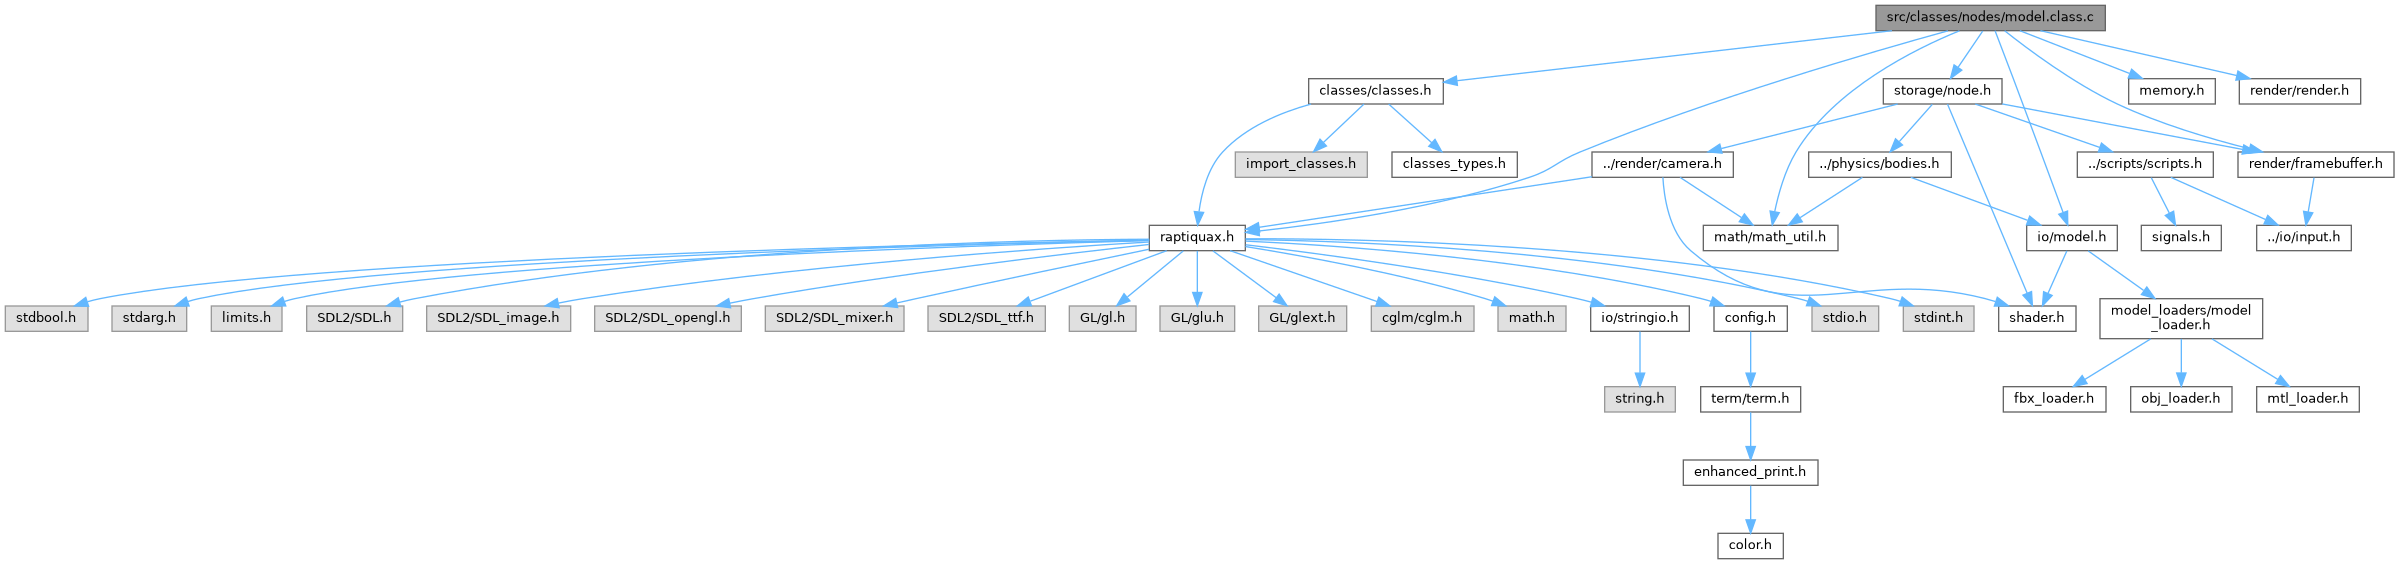 src/classes/nodes/model.class.c
classes/classes.h
storage/node.h
memory.h
render/render.h
import_classes.h
classes_types.h
../render/camera.h
../physics/bodies.h
../scripts/scripts.h
render/framebuffer.h
raptiquax.h
math/math_util.h
io/model.h
signals.h
../io/input.h
stdbool.h
stdarg.h
limits.h
SDL2/SDL.h
SDL2/SDL_image.h
SDL2/SDL_opengl.h
SDL2/SDL_mixer.h
SDL2/SDL_ttf.h
GL/gl.h
GL/glu.h
GL/glext.h
cglm/cglm.h
math.h
io/stringio.h
config.h
stdio.h
stdint.h
shader.h
model_loaders/model
_loader.h
string.h
term/term.h
fbx_loader.h
obj_loader.h
mtl_loader.h
enhanced_print.h
color.h